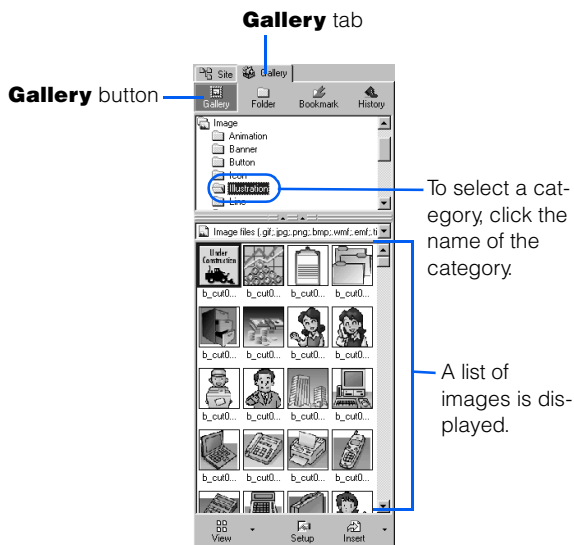 Gallery tab
Site Gallery
Gallery button
Gallery Folder Bookmark History
Image
Animation
Banner
Button
Icon
Illustration
Line
To select a cat-
egory, click the
name of the
category.
Image files (.gif;.jpg;.png;.bmp;.wmf;.emf;.ti
Under
Construction
b_cut0... b_cut0... b_cut0... b_cut0...
b_cut0... b_cut0... b_cut0... b_cut0...
A list of
images is dis-
played.
b_cut0... b_cut0... b_cut0... b_cut0...
b_cut0... b_cut0... b_cut0... b_cut0...
View Setup Insert